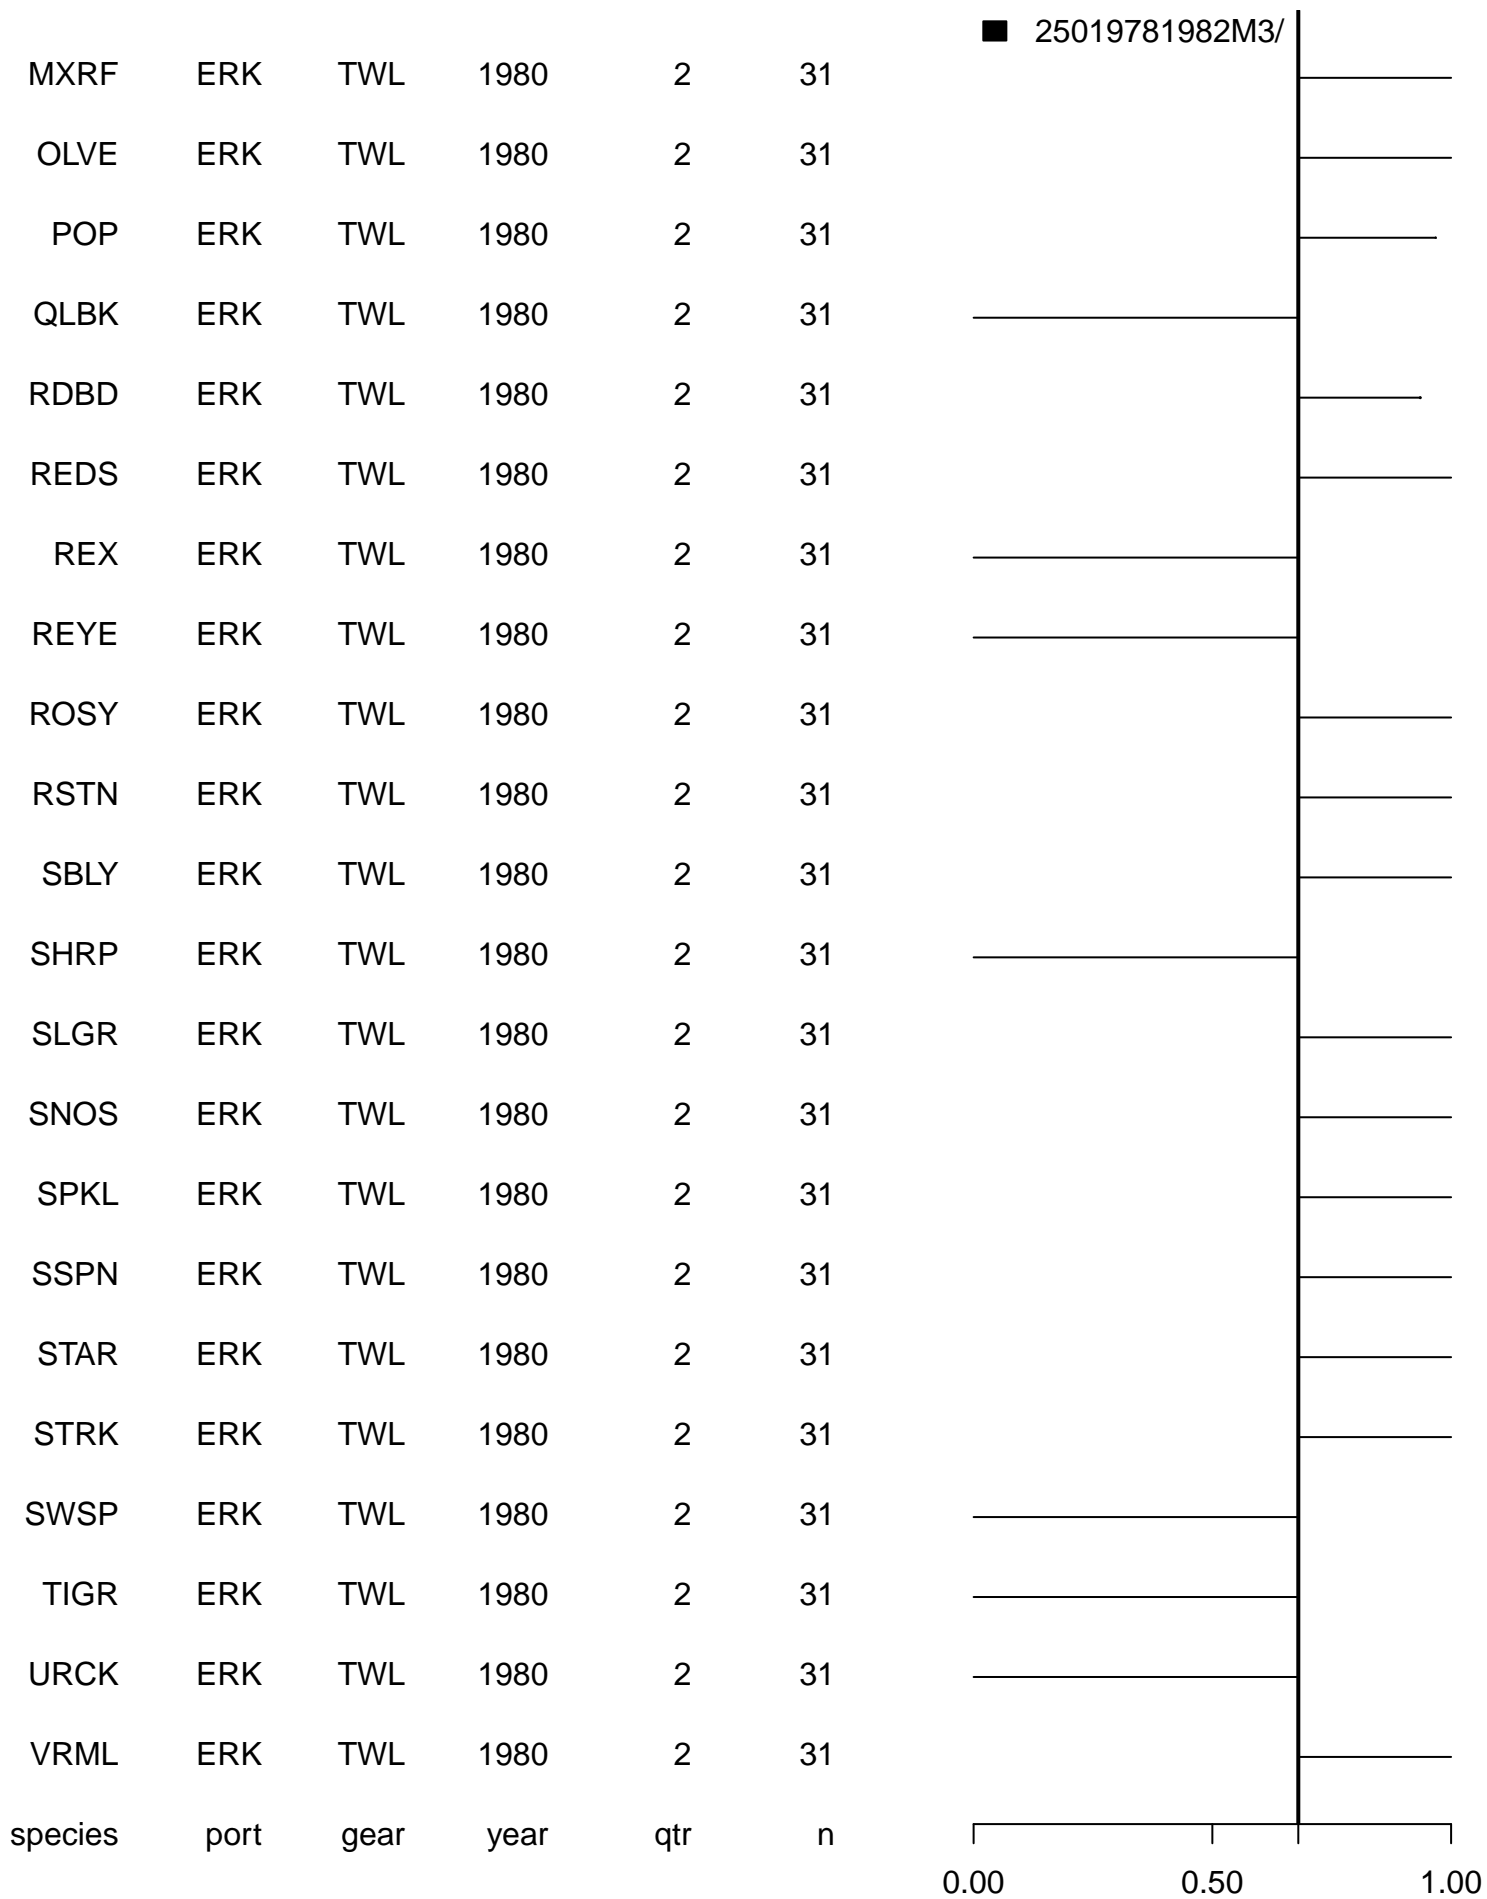 25019781982M3/
MXRF ERK TWL 1980 2 31
OLVE ERK TWL 1980 2 31
POP ERK TWL 1980 2 31
QLBK ERK TWL 1980 2 31
RDBD ERK TWL 1980 2 31
REDS ERK TWL 1980 2 31
REX ERK TWL 1980 2 31
REYE ERK TWL 1980 2 31
ROSY ERK TWL 1980 2 31
RSTN ERK TWL 1980 2 31
SBLY ERK TWL 1980 2 31
SHRP ERK TWL 1980 2 31
SLGR ERK TWL 1980 2 31
SNOS ERK TWL 1980 2 31
SPKL ERK TWL 1980 2 31
SSPN ERK TWL 1980 2 31
STAR ERK TWL 1980 2 31
STRK ERK TWL 1980 2 31
SWSP ERK TWL 1980 2 31
TIGR ERK TWL 1980 2 31
URCK ERK TWL 1980 2 31
VRML ERK TWL 1980 2 31
species port gear year qtr n
0.00 0.50 1.00